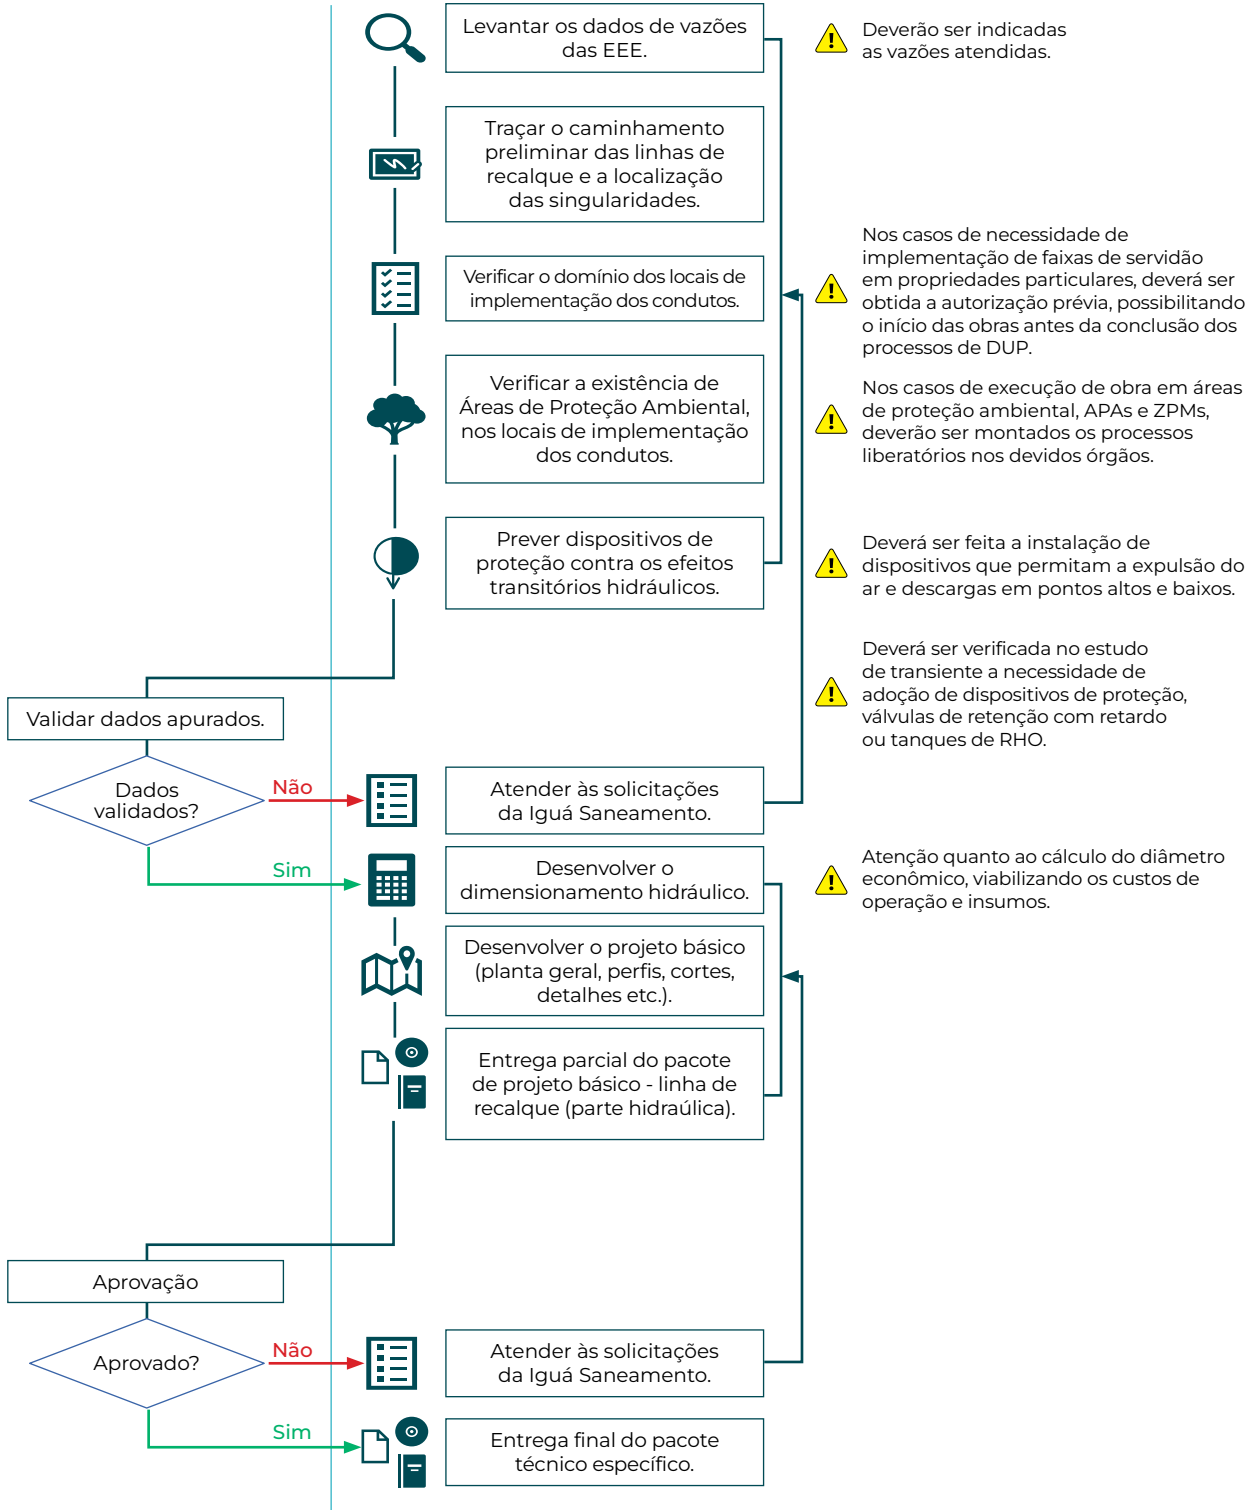 Levantar os dados de vazões
das EEE.
Deverão ser indicadas
as vazões atendidas.
Traçar o caminhamento
preliminar das linhas de
recalque e a localização
das singularidades.
Verificar o domínio dos locais de
implementação dos condutos.
Nos casos de necessidade de
implementação de faixas de servidão
em propriedades particulares, deverá ser
obtida a autorização prévia, possibilitando
o início das obras antes da conclusão dos
processos de DUP.
Verificar a existência de
Áreas de Proteção Ambiental,
nos locais de implementação
dos condutos.
Nos casos de execução de obra em áreas
de proteção ambiental, APAs e ZPMs,
deverão ser montados os processos
liberatórios nos devidos órgãos.
Prever dispositivos de
proteção contra os efeitos
transitórios hidráulicos.
Deverá ser feita a instalação de
dispositivos que permitam a expulsão do
ar e descargas em pontos altos e baixos.
Deverá ser verificada no estudo
de transiente a necessidade de
adoção de dispositivos de proteção,
válvulas de retenção com retardo
ou tanques de RHO.
Validar dados apurados.
Dados
validados?
Não
Atender às solicitações
da Iguá Saneamento.
Sim
Desenvolver o
dimensionamento hidráulico.
Atenção quanto ao cálculo do diâmetro
econômico, viabilizando os custos de
operação e insumos.
Desenvolver o projeto básico
(planta geral, perfis, cortes,
detalhes etc.).
Entrega parcial do pacote
de projeto básico - linha de
recalque (parte hidraúlica).
Aprovação
Aprovado?
Não
Atender às solicitações
da Iguá Saneamento.
Sim
Entrega final do pacote
técnico específico.